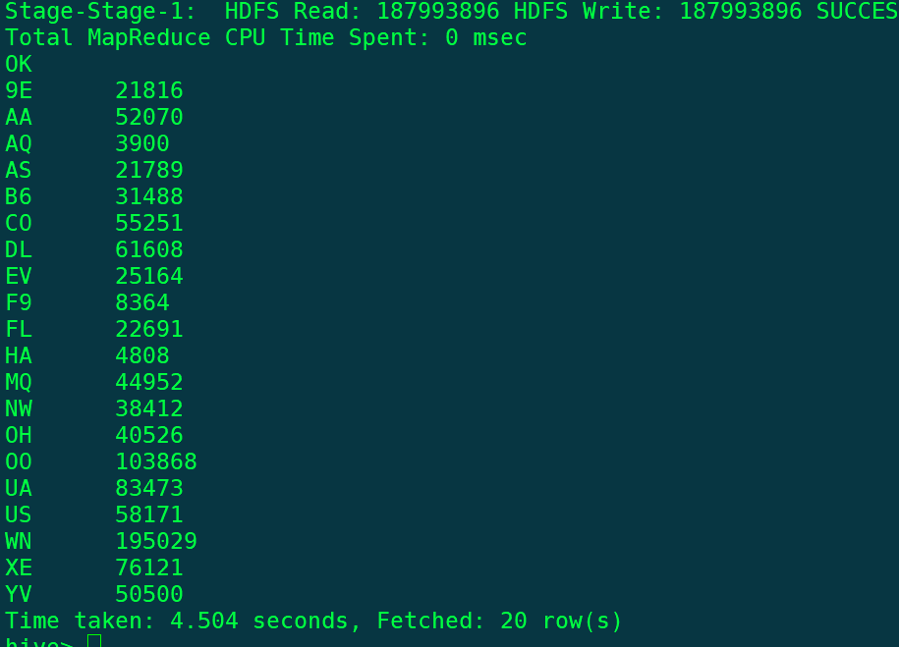 Stage-Stage-1:  HDFS Read: 187993896 HDFS Write: 187993896 SUCCES
Total MapReduce CPU Time Spent: 0 msec
OK
9E      21816
AA      52070
AQ      3900
AS      21789
B6      31488
CO      55251
DL      61608
EV      25164
F9      8364
FL      22691
HA      4808
MQ      44952
NW      38412
OH      40526
OO      103868
UA      83473
US      58171
WN      195029
XE      76121
YV      50500
Time taken: 4.504 seconds, Fetched: 20 row(s)
hive>